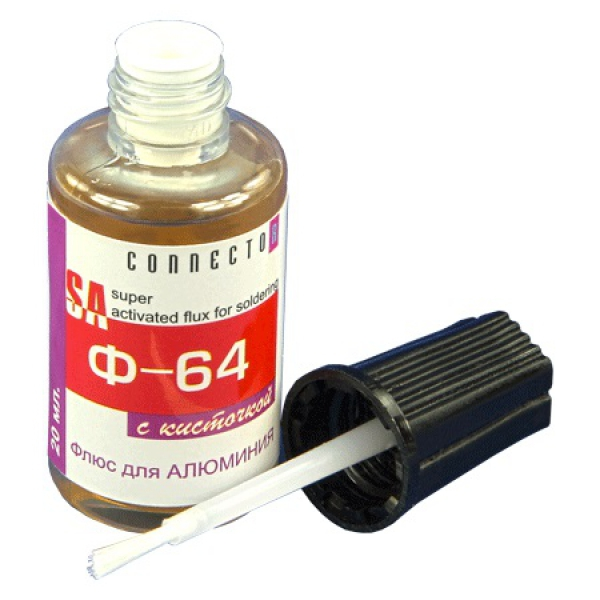 CONNECTOR
SA super
activated flux for soldering
Ф-64
с кисточкой
Флюс для АЛЮМИНИЯ
20 мл.